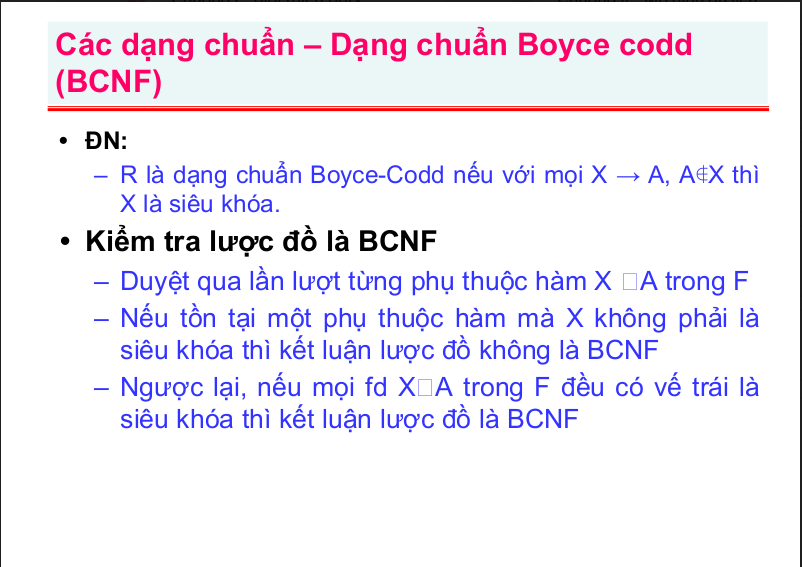 Các dạng chuẩn – Dạng chuẩn Boyce codd
(BCNF)
• ĐN:
– R là dạng chuẩn Boyce-Codd nếu với mọi X → A, A∉X thì
X là siêu khóa.
• Kiểm tra lược đồ là BCNF
– Duyệt qua lần lượt từng phụ thuộc hàm X □A trong F
– Nếu tồn tại một phụ thuộc hàm mà X không phải là
siêu khóa thì kết luận lược đồ không là BCNF
– Ngược lại, nếu mọi fd X□A trong F đều có vế trái là
siêu khóa thì kết luận lược đồ là BCNF